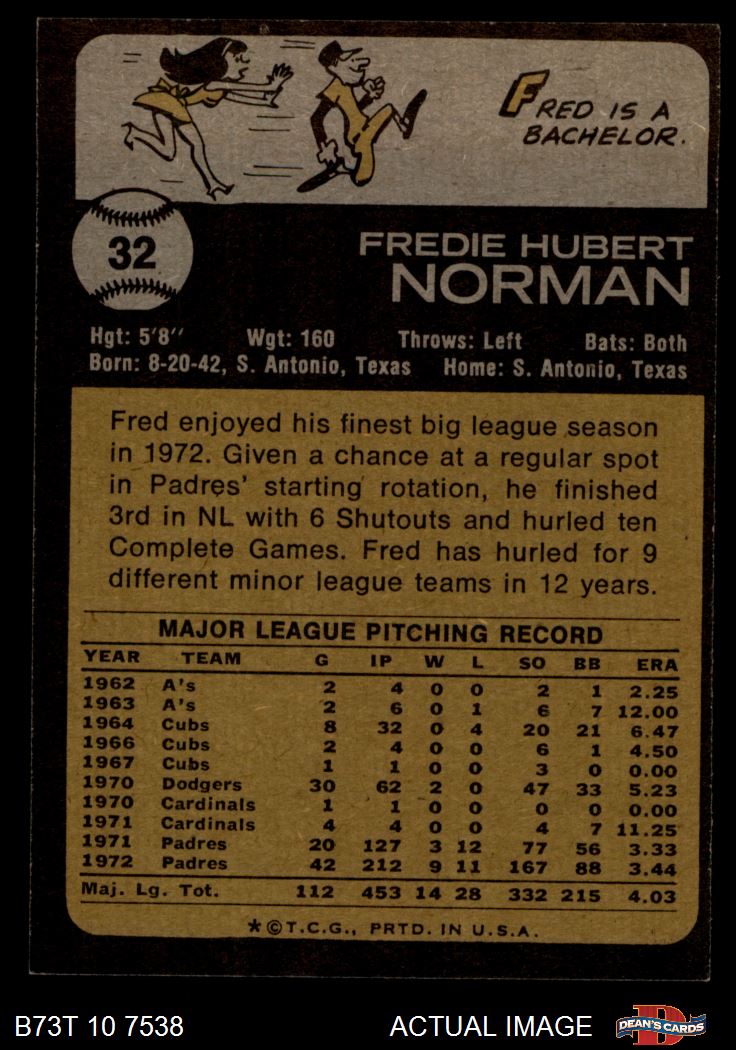 FRED IS A
BACHELOR.
32
FREDIE HUBERT
NORMAN
Hgt: 5'8" Wgt: 160 Throws: Left Bats: Both
Born: 8-20-42, S. Antonio, Texas Home: S. Antonio, Texas
Fred enjoyed his finest big league season
in 1972. Given a chance at a regular spot
in Padres' starting rotation, he finished
3rd in NL with 6 Shutouts and hurled ten
Complete Games. Fred has hurled for 9
different minor league teams in 12 years.
MAJOR LEAGUE PITCHING RECORD
YEAR TEAM G IP W L SO BB ERA
1962 A's 2 4 0 0 2 1 2.25
1963 A's 2 6 0 1 6 7 12.00
1964 Cubs 8 32 0 4 20 21 6.47
1966 Cubs 2 4 0 0 6 1 4.50
1967 Cubs 1 1 0 0 3 0 0.00
1970 Dodgers 30 62 2 0 47 33 5.23
1970 Cardinals 1 1 0 0 0 0 0.00
1971 Cardinals 4 4 0 0 4 7 11.25
1971 Padres 20 127 3 12 77 56 3.33
1972 Padres 42 212 9 11 167 88 3.44
Maj. Lg. Tot. 112 453 14 28 332 215 4.03
*©T.C.G., PRTD. IN U.S.A.
B73T 10 7538 ACTUAL IMAGE D DEAN'S CARDS